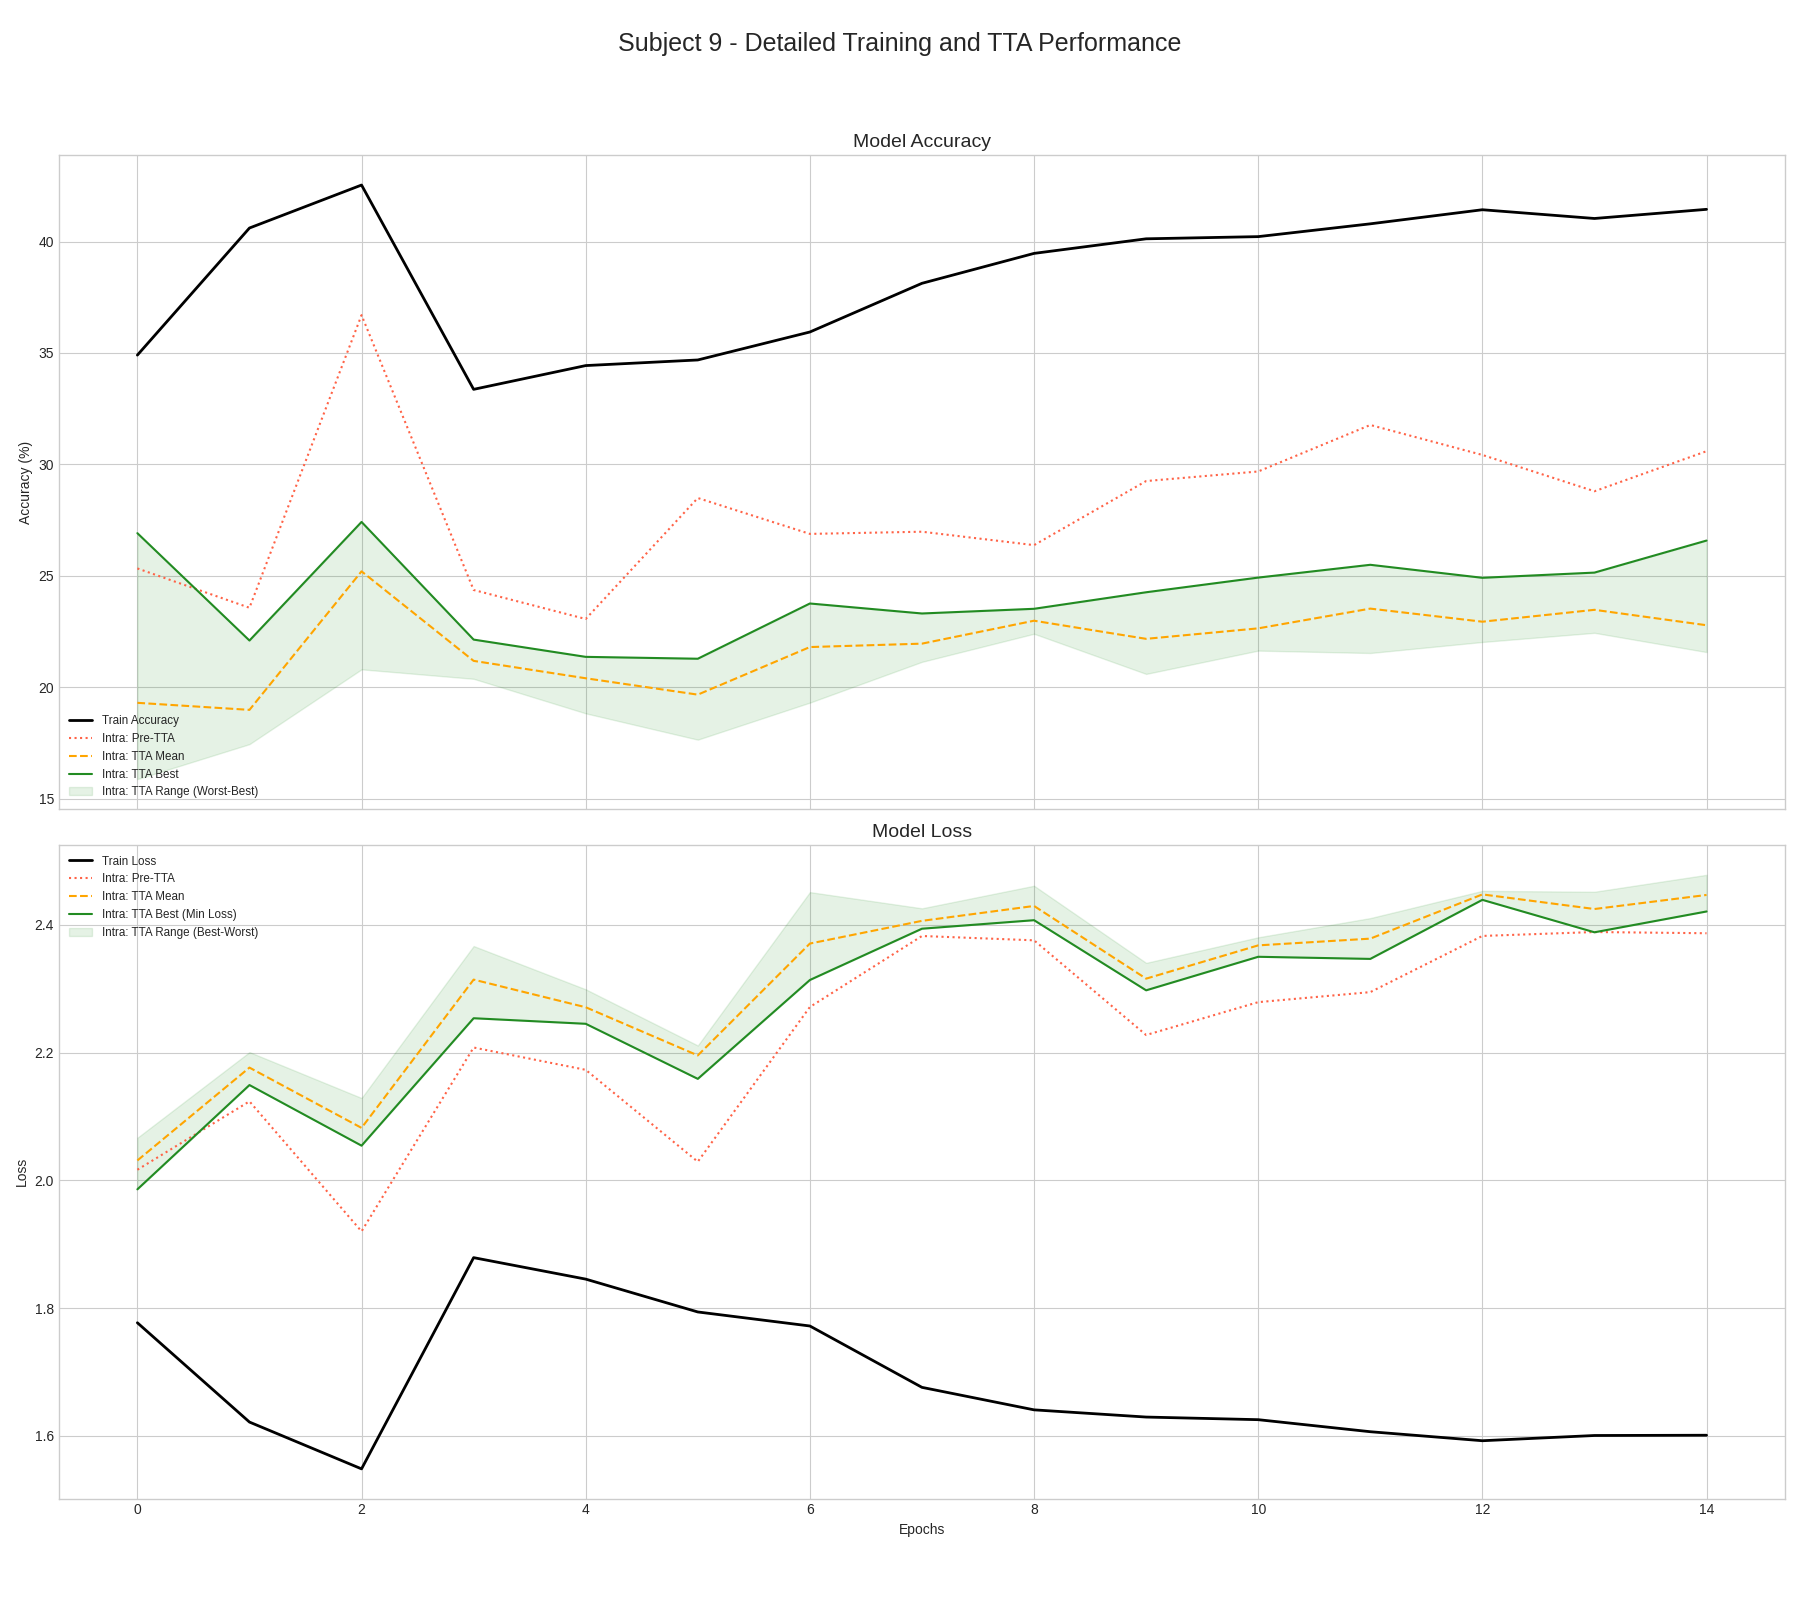 Subject 9 - Detailed Training and TTA Performance
Model Accuracy
Accuracy (%)
40
35
30
25
20
15
Train Accuracy
Intra: Pre-TTA
Intra: TTA Mean
Intra: TTA Best
Intra: TTA Range (Worst-Best)
Model Loss
Loss
Train Loss
Intra: Pre-TTA
Intra: TTA Mean
Intra: TTA Best (Min Loss)
Intra: TTA Range (Best-Worst)
2.4
2.2
2.0
1.8
1.6
0 2 4 6 8 10 12 14
Epochs